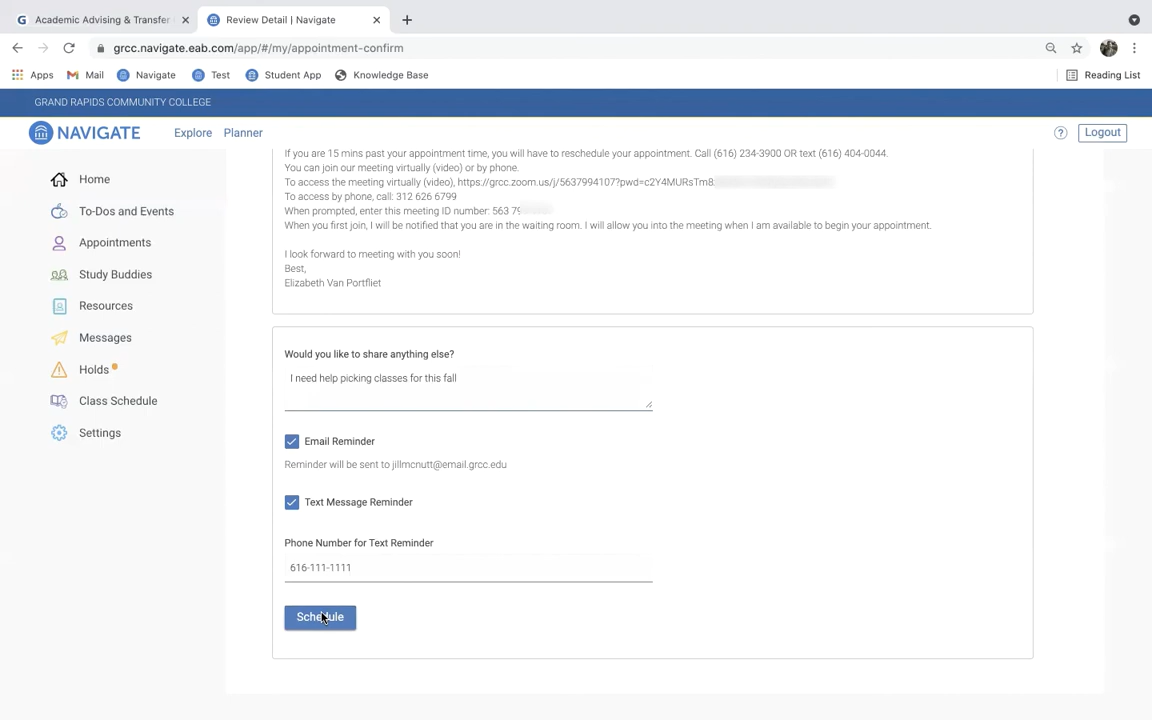 Academic Advising & Transfer
Review Detail | Navigate
grcc.navigate.eab.com/app/#/my/appointment-confirm
Apps
Mail
Navigate
Test
Student App
Knowledge Base
Reading List
GRAND RAPIDS COMMUNITY COLLEGE
NAVIGATE
Explore
Planner
Logout
Home
To-Dos and Events
Appointments
Study Buddies
Resources
Messages
Holds
Class Schedule
Settings
If you are 15 mins past your appointment time, you will have to reschedule your appointment. Call (616) 234-3900 OR text (616) 404-0044.
You can join our meeting virtually (video) or by phone.
To access the meeting virtually (video), https://grcc.zoom.us/j/5637994107?pwd=c2Y4MURsTm8
To access by phone, call: 312 626 6799
When prompted, enter this meeting ID number: 563 79
When you first join, I will be notified that you are in the waiting room. I will allow you into the meeting when I am available to begin your appointment.
I look forward to meeting with you soon!
Best,
Elizabeth Van Portfliet
Would you like to share anything else?
I need help picking classes for this fall
Email Reminder
Reminder will be sent to jillmcnutt@email.grcc.edu
Text Message Reminder
Phone Number for Text Reminder
616-111-1111
Schedule